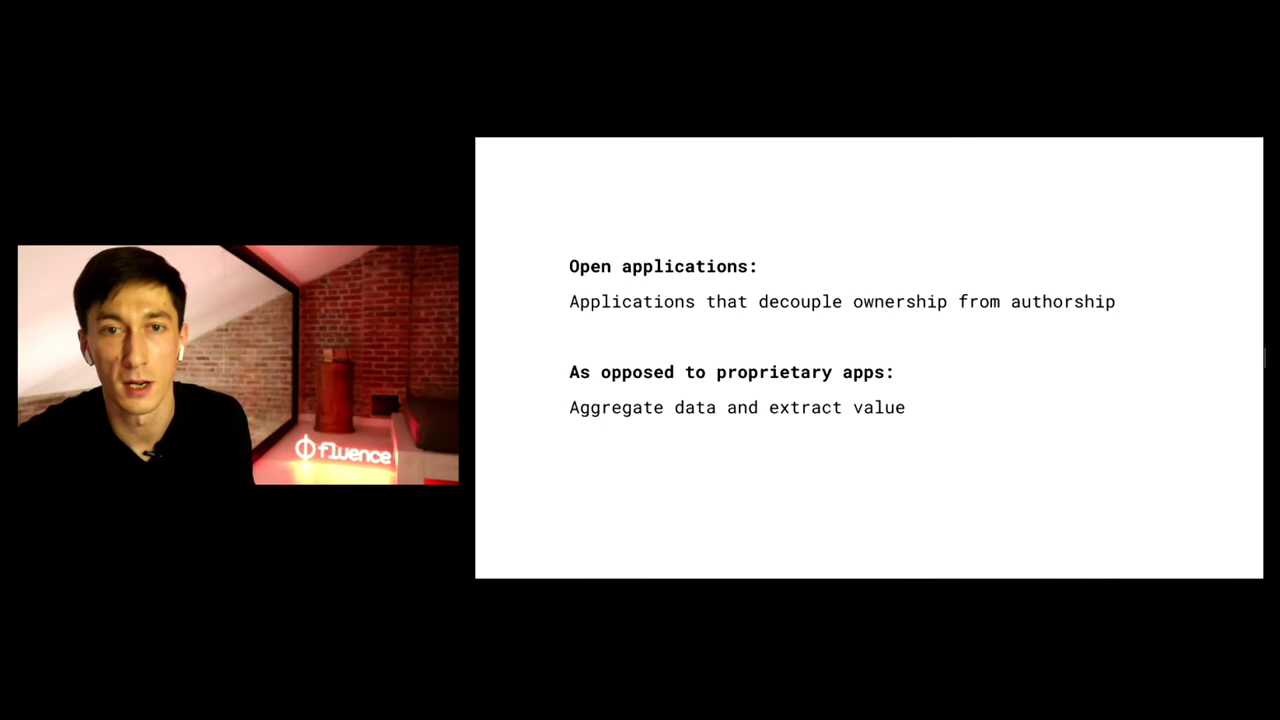 fluence
Open applications:
Applications that decouple ownership from authorship
As opposed to proprietary apps:
Aggregate data and extract value